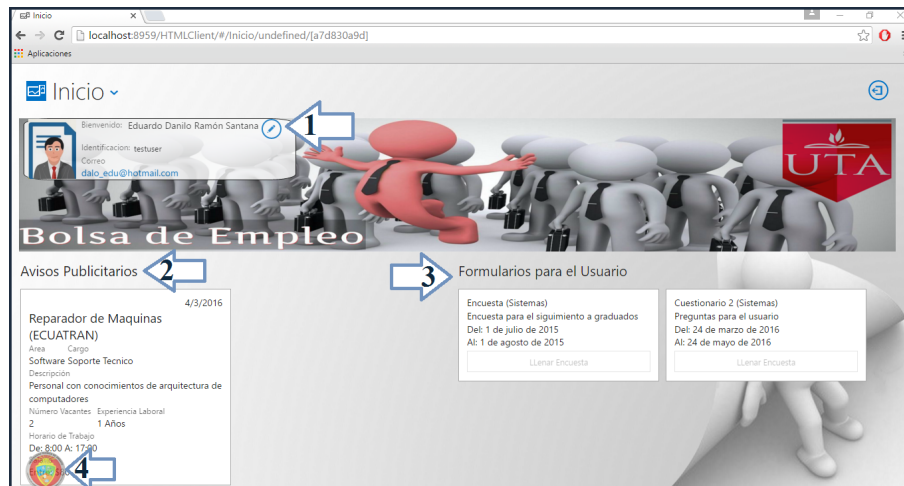 Inicio
localhost:8959/HTMLClient/#/Inicio/undefined/[a7d830a9d]
Aplicaciones
Inicio
Bienvenido: Eduardo Danilo Ramón Santana
1
Identificacion: testuser
Correo
dalo_edu@hotmail.com
UTA
Bolsa de Empleo
Avisos Publicitarios
2
3
Formularios para el Usuario
4/3/2016
Reparador de Maquinas
(ECUATRAN)
Area Cargo
Software Soporte Tecnico
Descripción
Personal con conocimientos de arquitectura de
computadores
Número Vacantes Experiencia Laboral
2 1 Años
Horario de Trabajo
De: 8:00 A: 17:00
4
Encuesta (Sistemas)
Encuesta para el siguimiento a graduados
Del: 1 de julio de 2015
Al: 1 de agosto de 2015
LLenar Encuesta
Cuestionario 2 (Sistemas)
Preguntas para el usuario
Del: 24 de marzo de 2016
Al: 24 de mayo de 2016
LLenar Encuesta